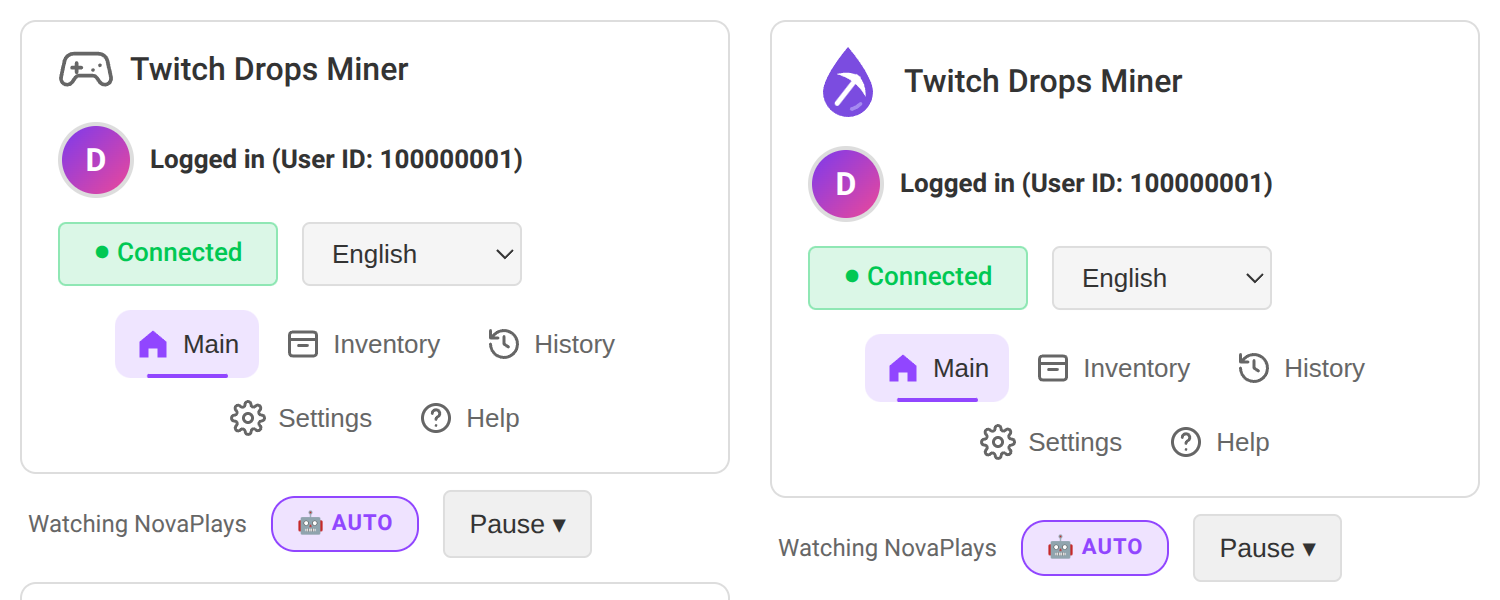 Twitch Drops Miner
D
Logged in (User ID: 100000001)
● Connected
English
Main
Inventory
History
Settings
Help
Watching NovaPlays
🤖 AUTO
Pause ▾
Twitch Drops Miner
D
Logged in (User ID: 100000001)
● Connected
English
Main
Inventory
History
Settings
Help
Watching NovaPlays
🤖 AUTO
Pause ▾